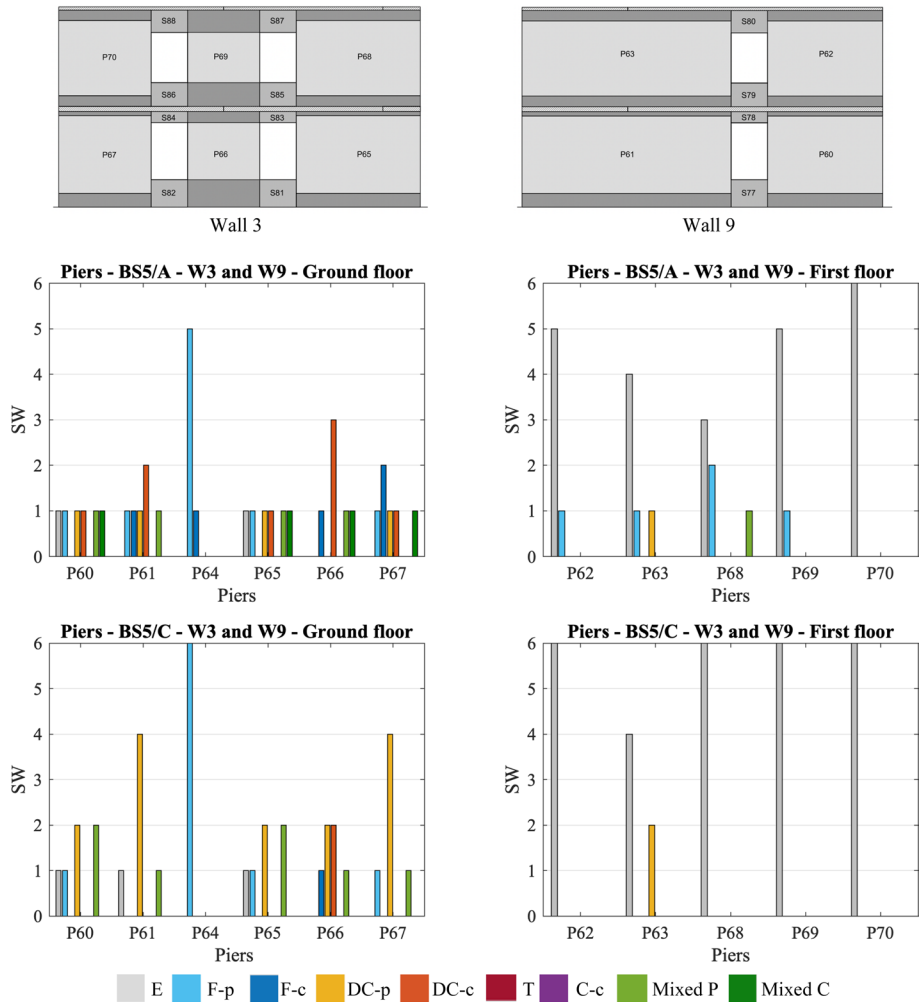 S88 S87 S80
P70 P69 P68 P63 P62
S86 S85 S79
S84 S83 S78
P67 P66 P65 P61 P60
S82 S81 S77
Wall 3 Wall 9
Piers - BS5/A - W3 and W9 - Ground floor
6
5
4
3
2
1
0
SW
P60 P61 P64 P65 P66 P67
Piers
Piers - BS5/A - W3 and W9 - First floor
6
5
4
3
2
1
0
SW
P62 P63 P68 P69 P70
Piers
Piers - BS5/C - W3 and W9 - Ground floor
6
5
4
3
2
1
0
SW
P60 P61 P64 P65 P66 P67
Piers
Piers - BS5/C - W3 and W9 - First floor
6
5
4
3
2
1
0
SW
P62 P63 P68 P69 P70
Piers
E F-p F-c DC-p DC-c T C-c Mixed P Mixed C